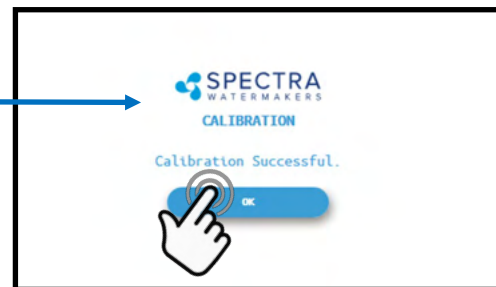 SPECTRA
WATERMAKERS
CALIBRATION
Calibration Successful.
OK